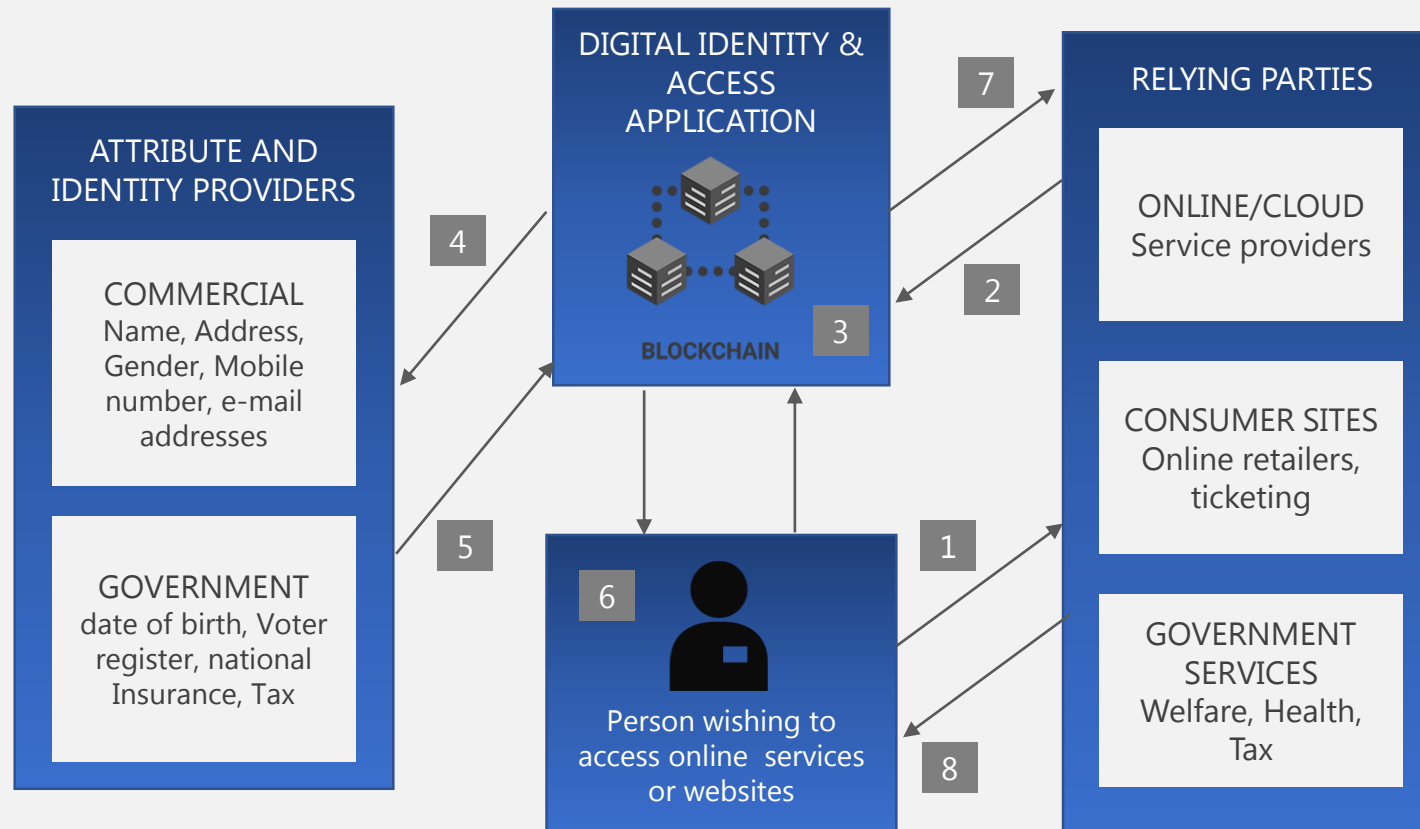 ATTRIBUTE AND
IDENTITY PROVIDERS
COMMERCIAL
Name, Address,
Gender, Mobile
number, e-mail
addresses
GOVERNMENT
date of birth, Voter
register, national
Insurance, Tax
4
5
DIGITAL IDENTITY &
ACCESS
APPLICATION
BLOCKCHAIN
3
6
Person wishing to
access online services
or websites
7
2
1
8
RELYING PARTIES
ONLINE/CLOUD
Service providers
CONSUMER SITES
Online retailers,
ticketing
GOVERNMENT
SERVICES
Welfare, Health,
Tax